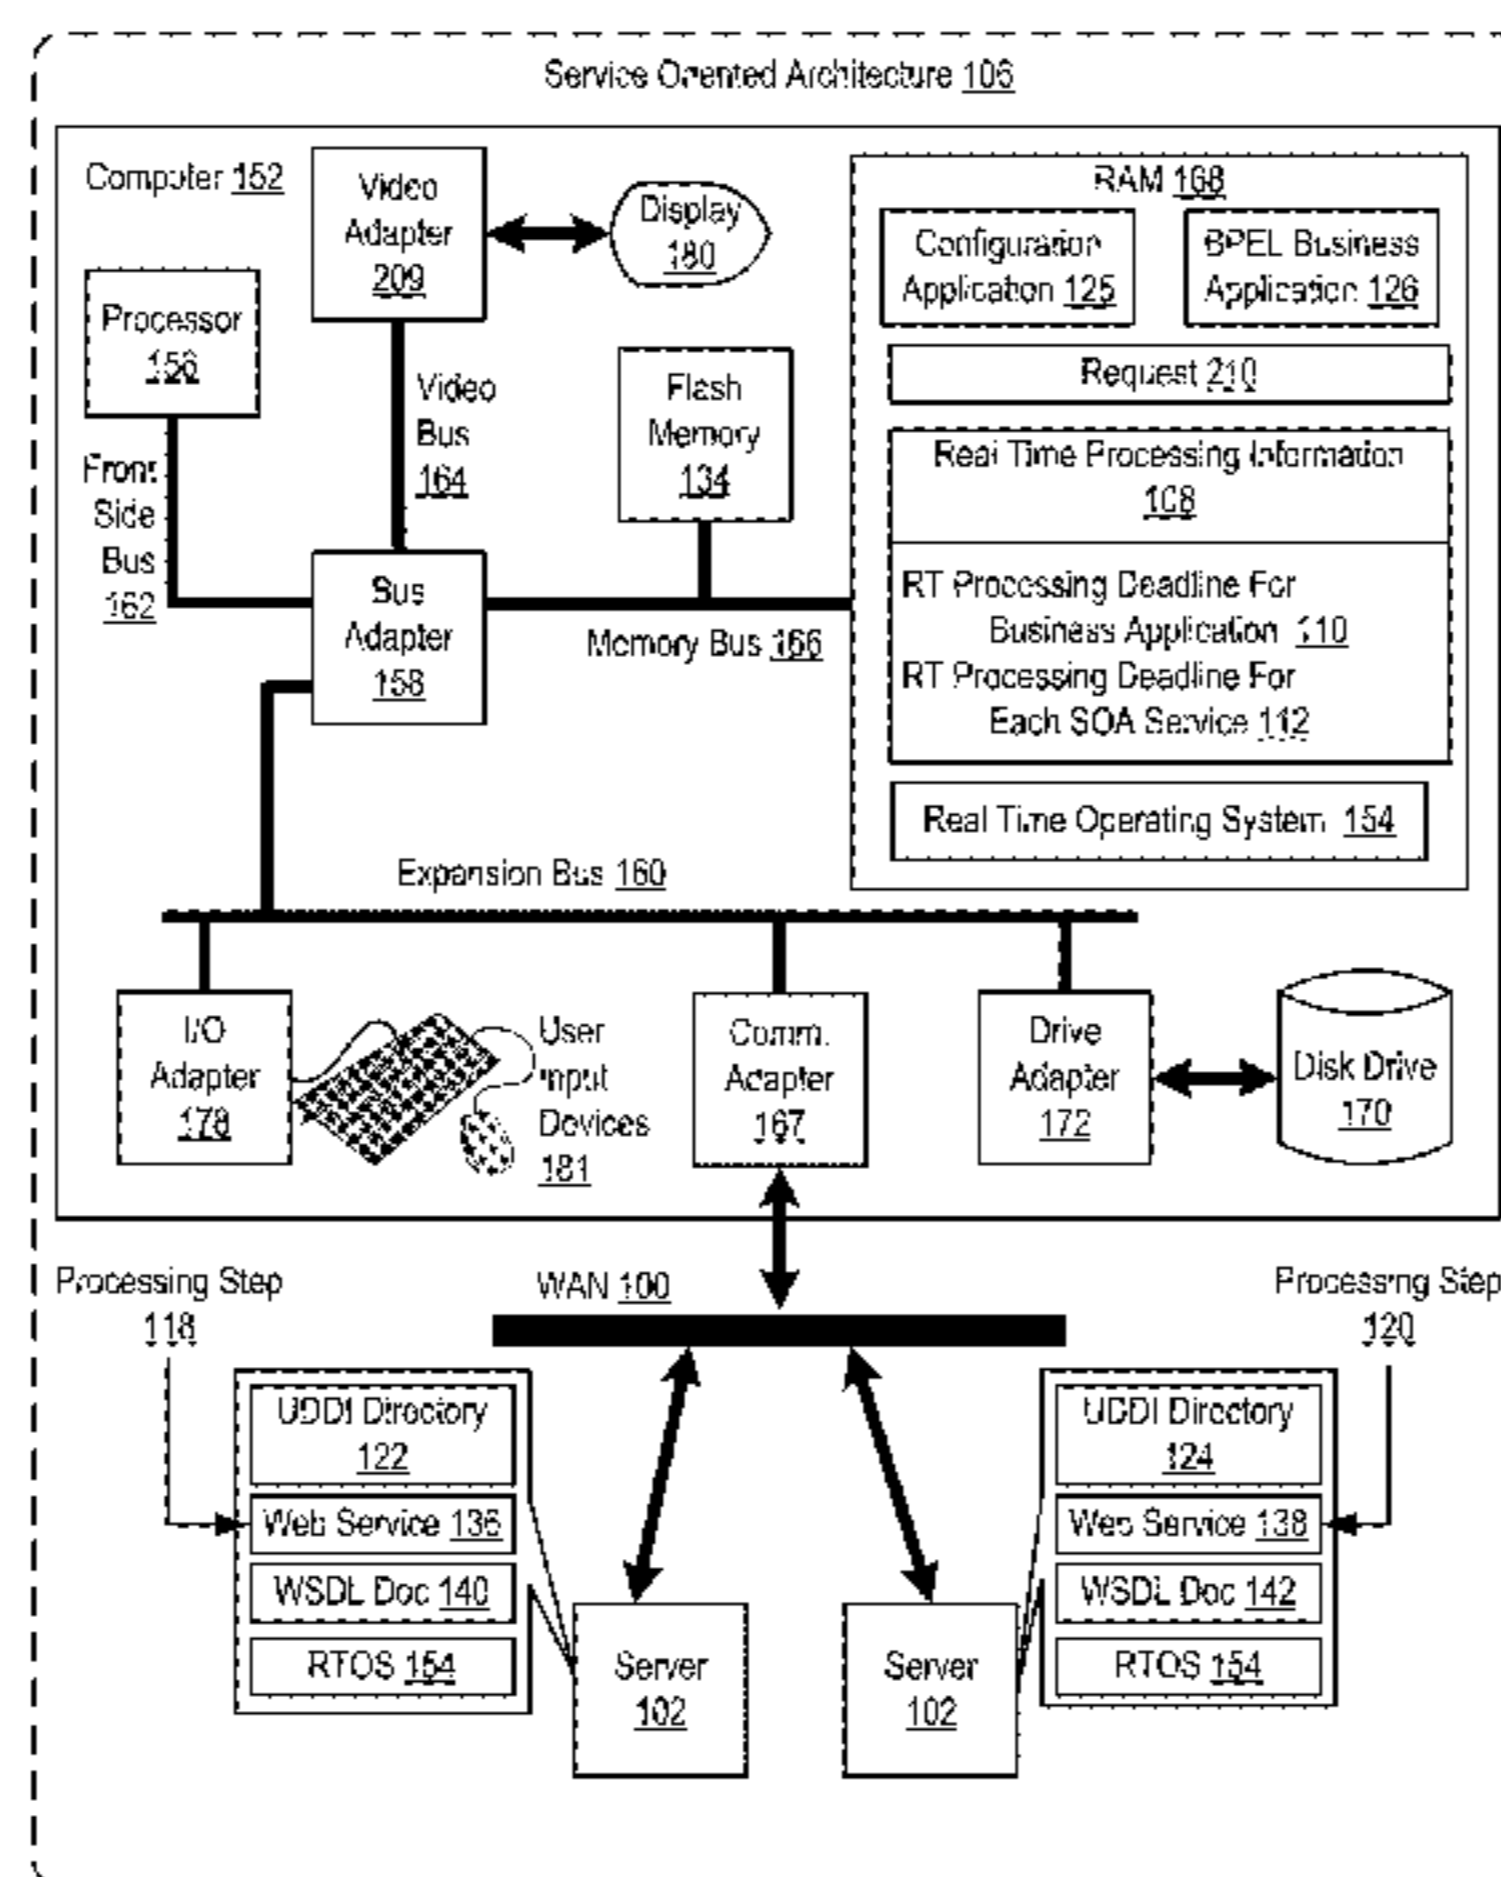 Service Oriented Architecture 106
Computer 152
Video
Adapter
209
Display
180
Processor
156
Video
Bus
164
Flash
Memory
134
Front
Side
Bus
162
Bus
Adapter
158
Memory Bus 166
RAM 168
Configuration
Application 125
BPEL Business
Application 126
Request 210
Real Time Processing Information
108
RT Processing Deadline For
Business Application 110
RT Processing Deadline For
Each SOA Service 112
Real Time Operating System 154
Expansion Bus 160
I/O
Adapter
178
User
Input
Devices
181
Comm.
Adapter
167
Drive
Adapter
172
Disk Drive
170
Processing Step
118
WAN 100
Processing Step
120
UDDI Directory
122
Web Service 136
WSDL Doc 140
RTOS 154
Server
102
Server
102
UDDI Directory
124
Web Service 138
WSDL Doc 142
RTOS 154